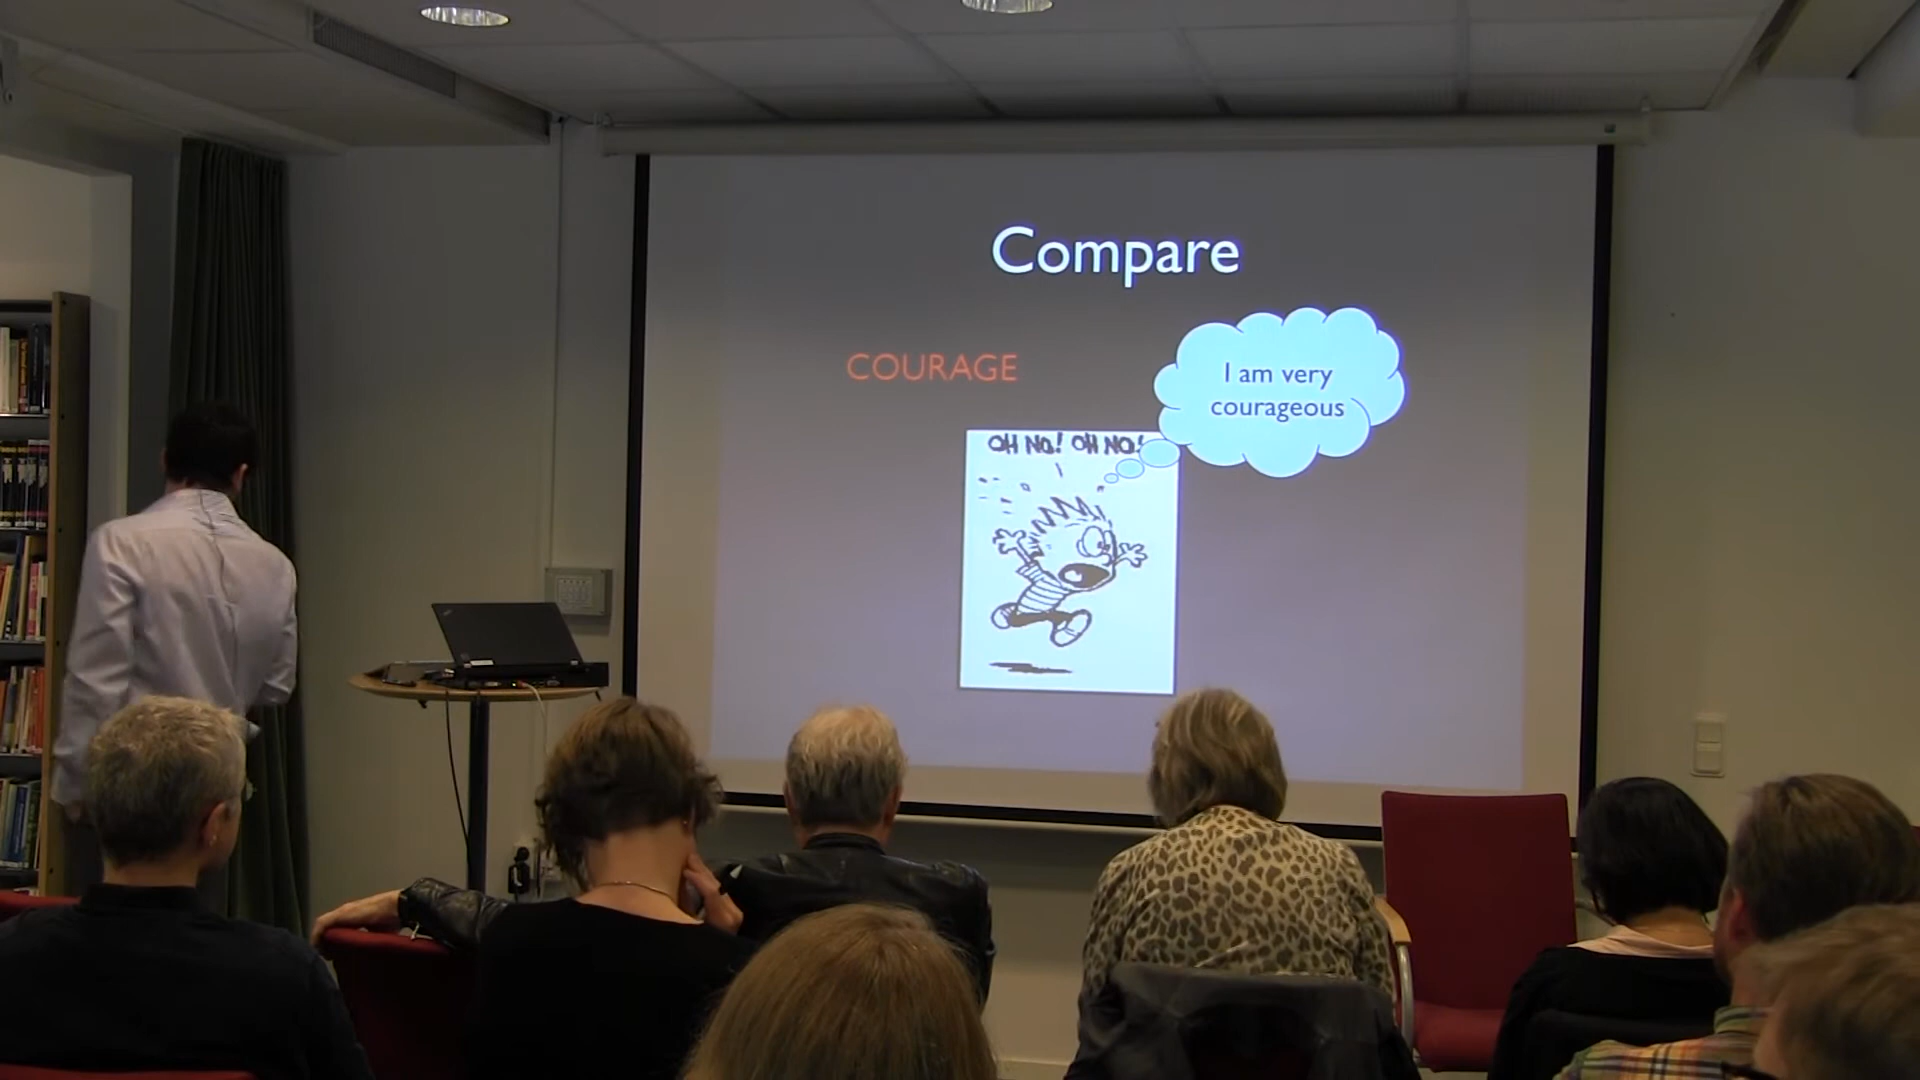 Compare
COURAGE
I am very
courageous
OH NO! OH NO!